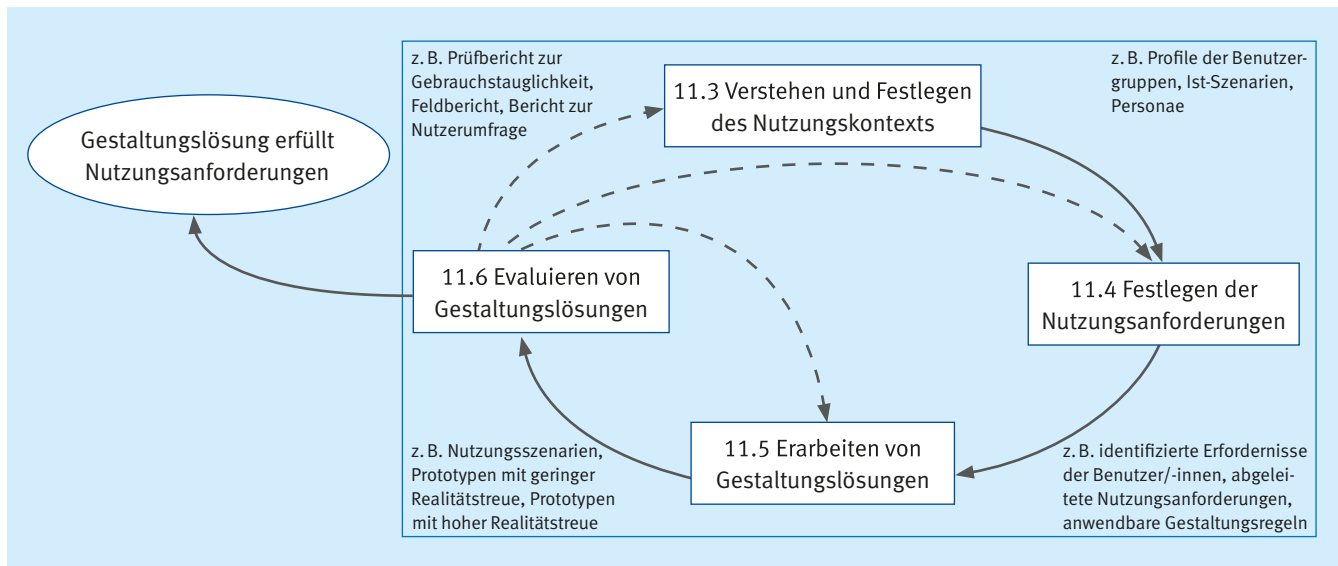 z. B. Prüfbericht zur
Gebrauchstauglichkeit,
Feldbericht, Bericht zur
Nutzerumfrage
11.3 Verstehen und Festlegen
des Nutzungskontexts
z. B. Profile der Benutzer-
gruppen, Ist-Szenarien,
Personae
Gestaltungslösung erfüllt
Nutzungsanforderungen
11.6 Evaluieren von
Gestaltungslösungen
11.4 Festlegen der
Nutzungsanforderungen
z. B. Nutzungsszenarien,
Prototypen mit geringer
Realitätstreue, Prototypen
mit hoher Realitätstreue
11.5 Erarbeiten von
Gestaltungslösungen
z. B. identifizierte Erfordernisse
der Benutzer/-innen, abgelei-
tete Nutzungsanforderungen,
anwendbare Gestaltungsregeln